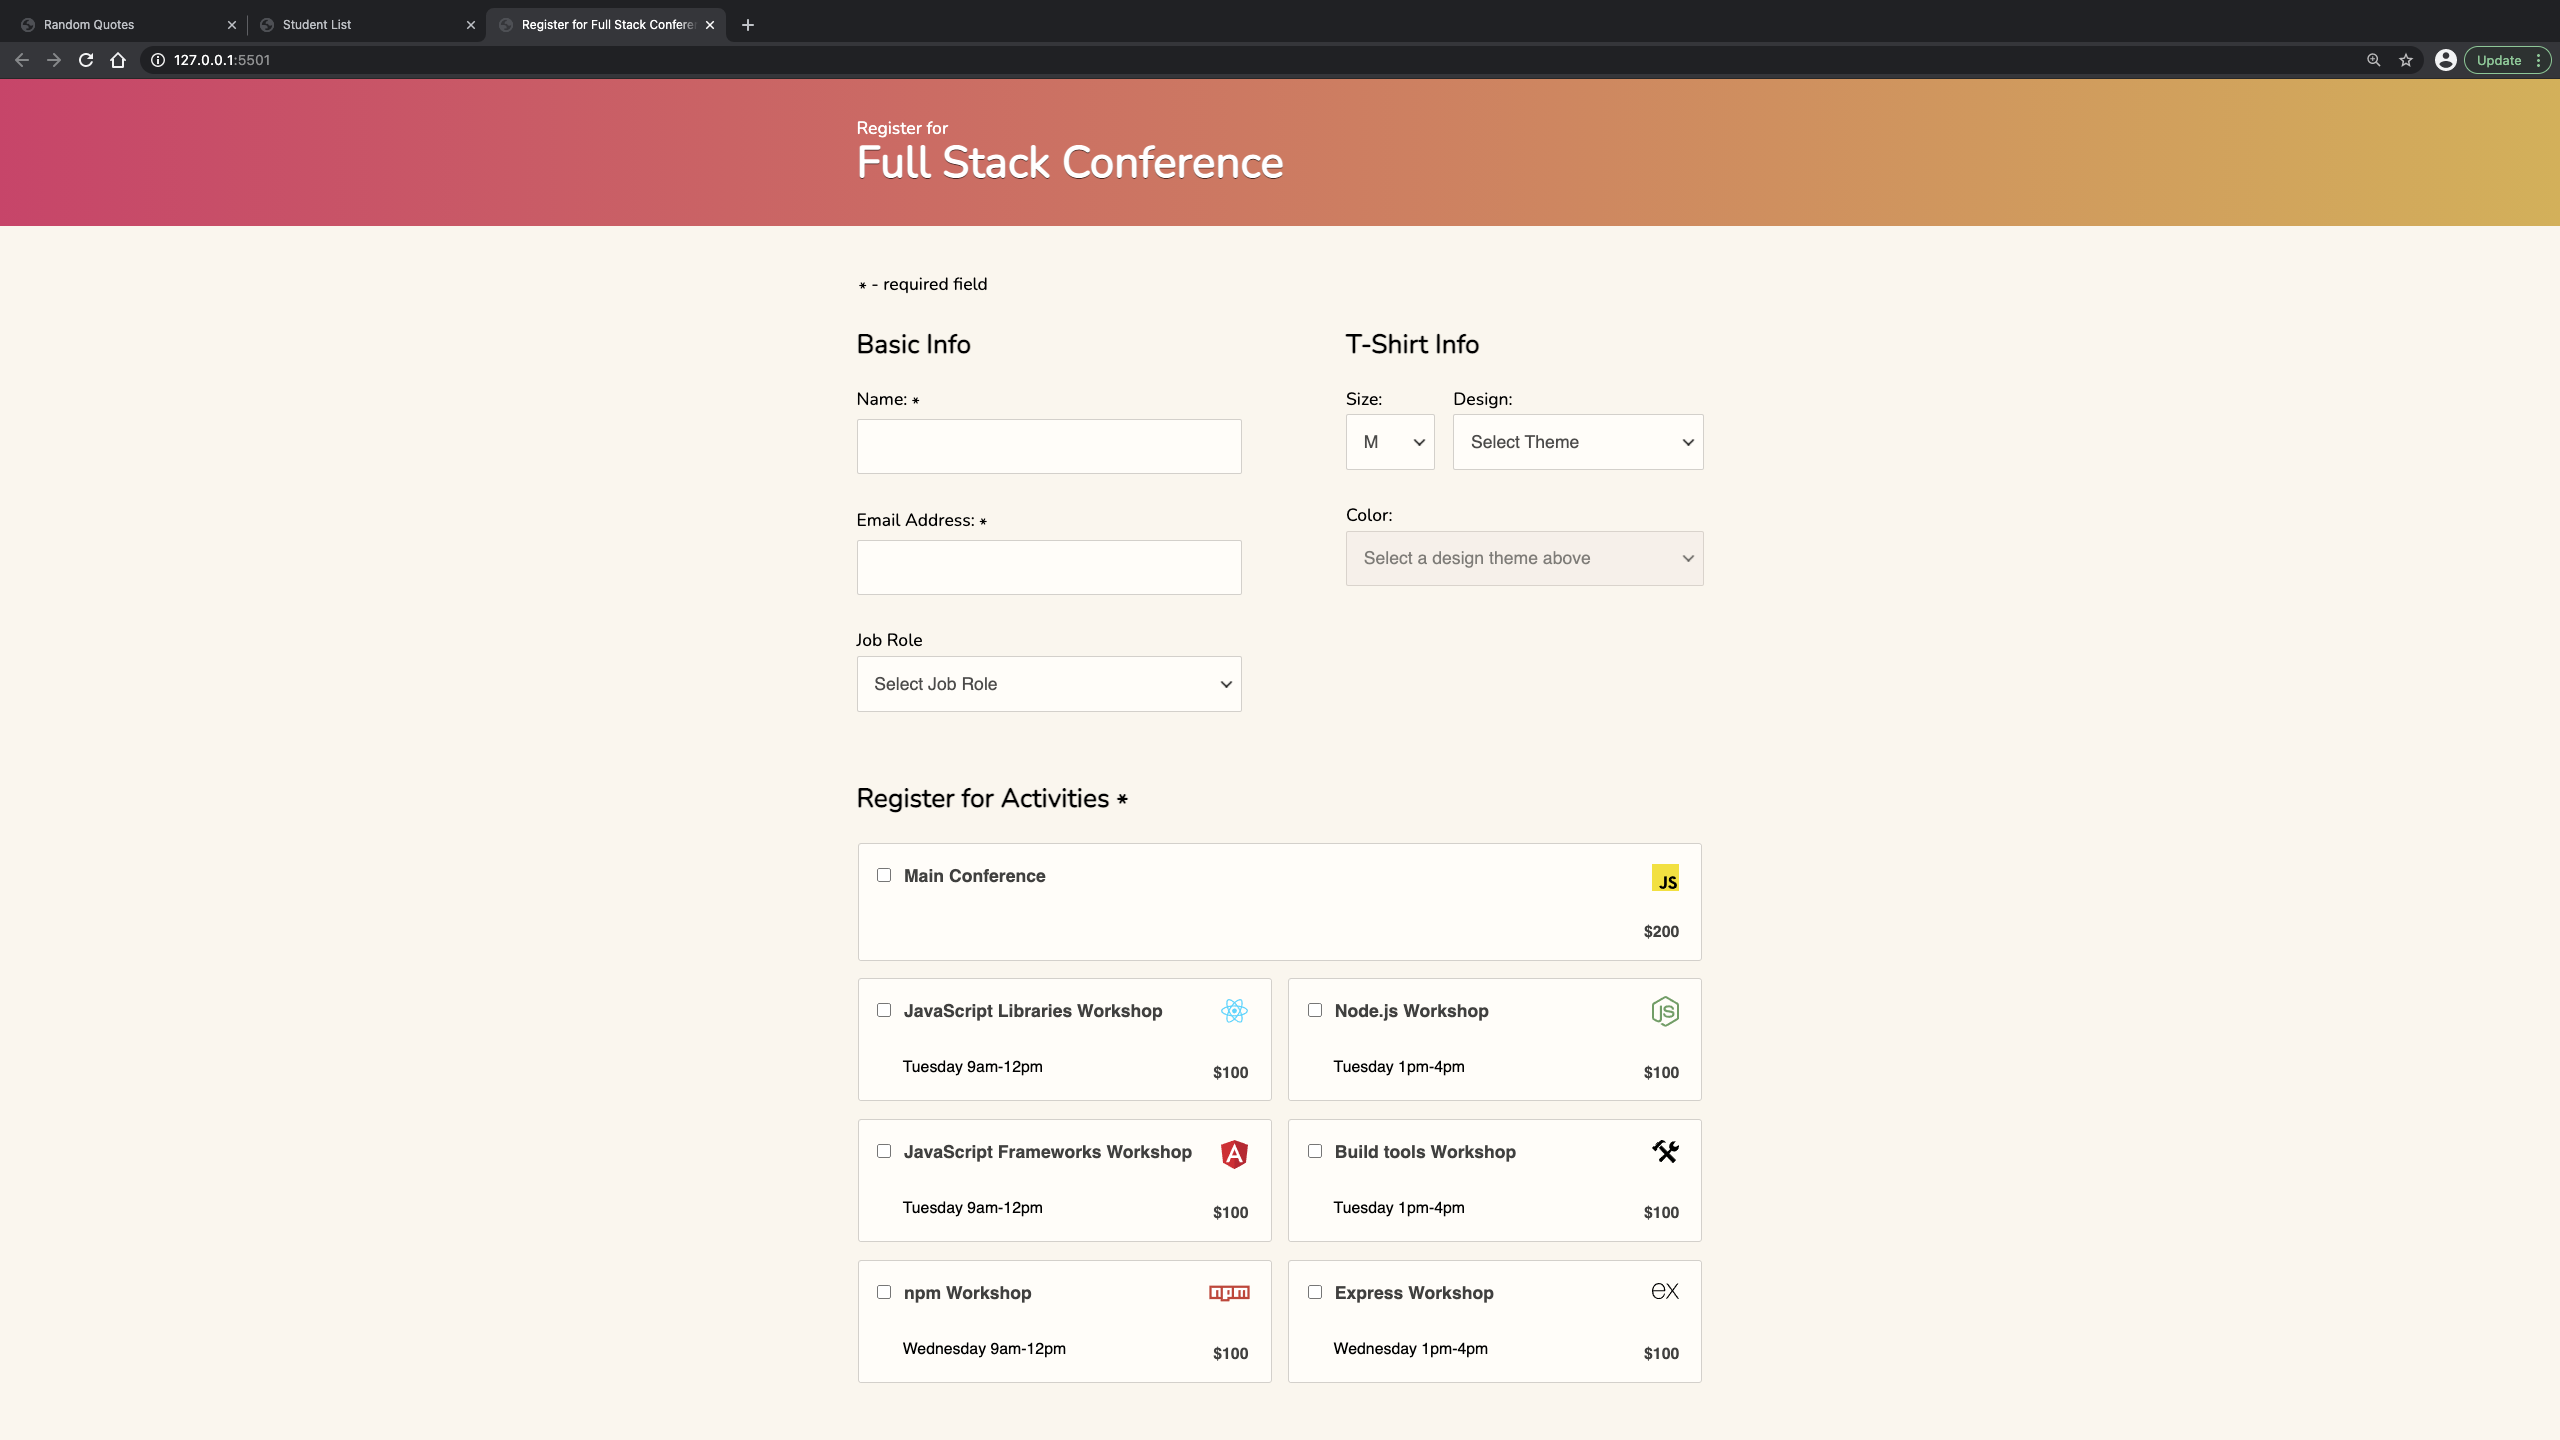 Random Quotes
Student List
Register for Full Stack Conferen
127.0.0.1:5501
Update
Register for
Full Stack Conference
* - required field
Basic Info
Name: *
Email Address: *
Job Role
Select Job Role
T-Shirt Info
Size:
Design:
M
Select Theme
Color:
Select a design theme above
Register for Activities *
Main Conference
JS
$200
JavaScript Libraries Workshop
Tuesday 9am-12pm
$100
Node.js Workshop
JS
Tuesday 1pm-4pm
$100
JavaScript Frameworks Workshop
A
Tuesday 9am-12pm
$100
Build tools Workshop
Tuesday 1pm-4pm
$100
npm Workshop
npm
Wednesday 9am-12pm
$100
Express Workshop
ex
Wednesday 1pm-4pm
$100